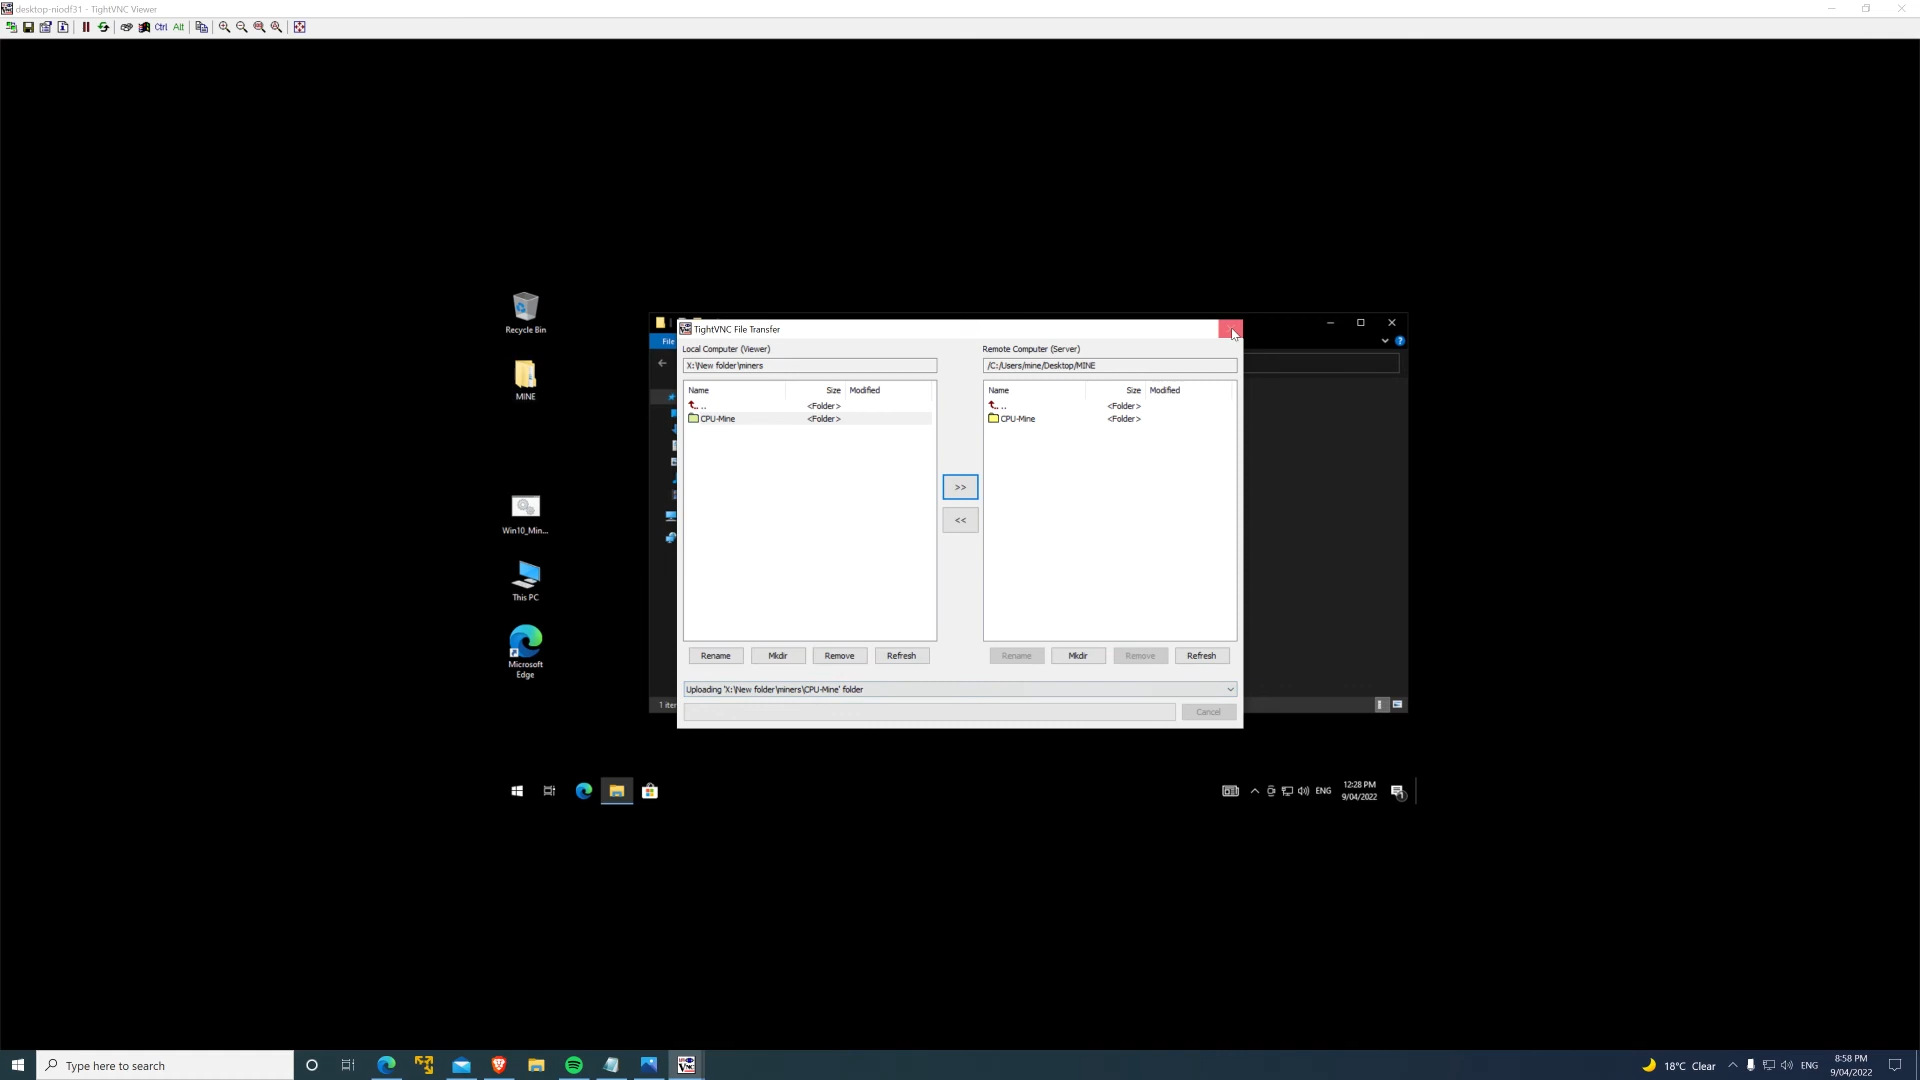 desktop-niodf31 - TightVNC Viewer
Ctrl Alt
Recycle Bin
MINE
Win10_Min...
This PC
Microsoft
Edge
File
TightVNC File Transfer
Local Computer (Viewer)
Remote Computer (Server)
X:\New folder\miners
/C:/Users/mine/Desktop/MINE
Name Size Modified
Name Size Modified
.. <Folder>
.. <Folder>
CPU-Mine <Folder>
CPU-Mine <Folder>
>>
<<
Rename Mkdir Remove Refresh
Rename Mkdir Remove Refresh
Uploading 'X:\New folder\miners\CPU-Mine' folder
Cancel
ENG
12:28 PM
9/04/2022
1
Type here to search
18°C Clear
ENG
8:58 PM
9/04/2022